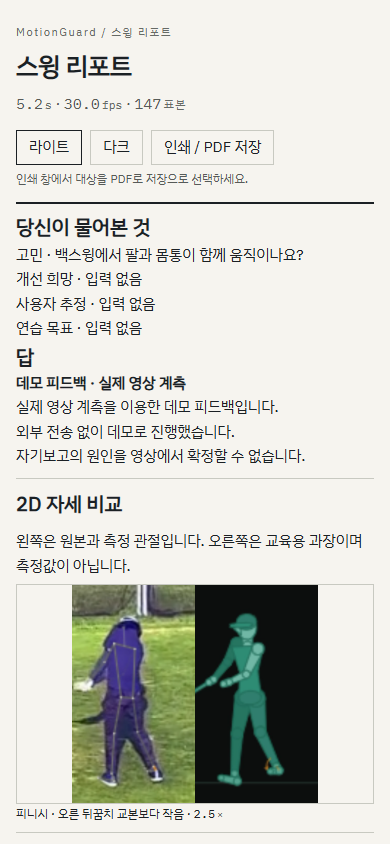 MotionGuard / 스윙 리포트
스윙 리포트
5.2s · 30.0fps · 147표본
라이트 다크 인쇄 / PDF 저장
인쇄 창에서 대상을 PDF로 저장으로 선택하세요.
당신이 물어본 것
고민 · 백스윙에서 팔과 몸통이 함께 움직이나요?
개선 희망 · 입력 없음
사용자 추정 · 입력 없음
연습 목표 · 입력 없음
답
데모 피드백 · 실제 영상 계측
실제 영상 계측을 이용한 데모 피드백입니다.
외부 전송 없이 데모로 진행했습니다.
자기보고의 원인을 영상에서 확정할 수 없습니다.
2D 자세 비교
왼쪽은 원본과 측정 관절입니다. 오른쪽은 교육용 과장이며
측정값이 아닙니다.
피니시 · 오른 뒤꿈치 교본보다 작음 · 2.5×